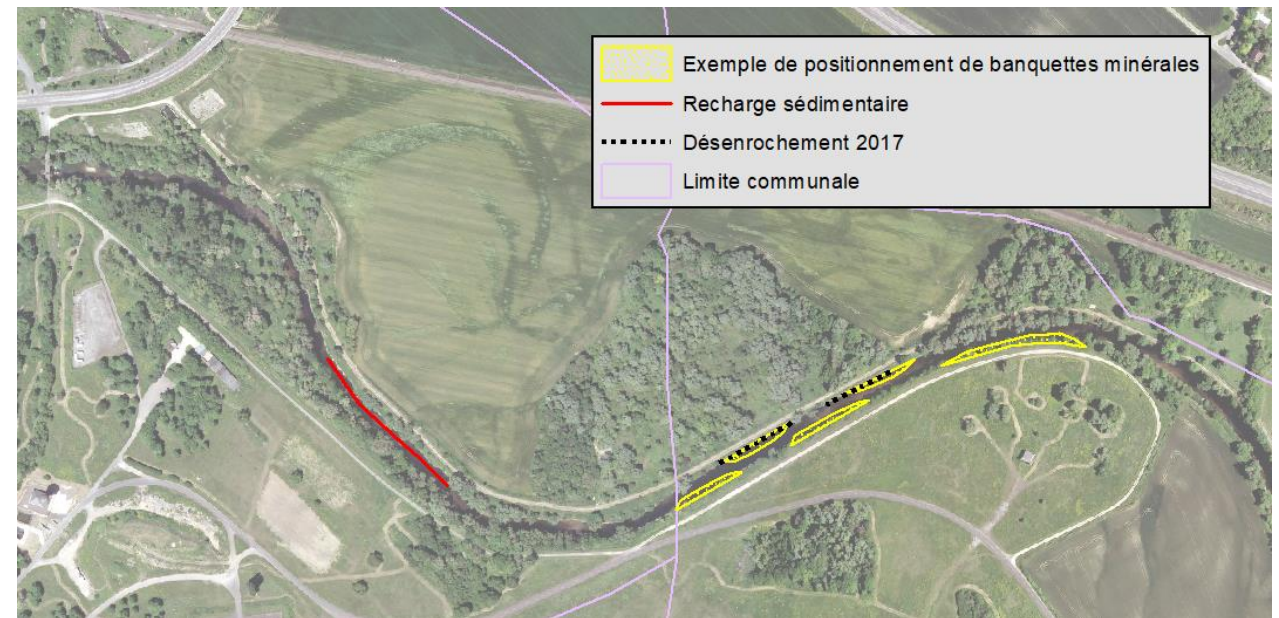 Exemple de positionnement de banquettes minérales
Recharge sédimentaire
Désenrochement 2017
Limite communale